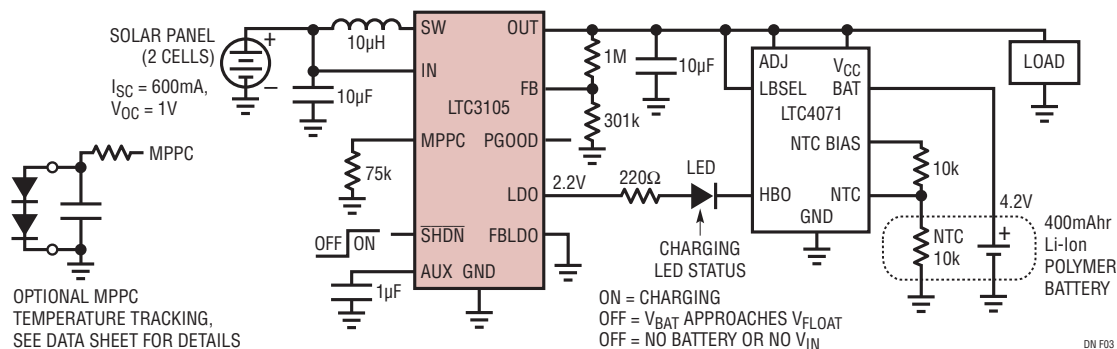 SOLAR PANEL
(2 CELLS)
I_SC = 600mA,
V_OC = 1V
+
–
10µH
10µF
SW
IN
MPPC
SHDN
AUX
GND
LTC3105
OUT
FB
PGOOD
LDO
FBLDO
75k
OFF
ON
1µF
MPPC
OPTIONAL MPPC
TEMPERATURE TRACKING,
SEE DATA SHEET FOR DETAILS
1M
301k
10µF
2.2V
220Ω
LED
CHARGING
LED STATUS
ON = CHARGING
OFF = V_BAT APPROACHES V_FLOAT
OFF = NO BATTERY OR NO V_IN
ADJ
LBSEL
V_CC
BAT
LTC4071
NTC BIAS
HBO
NTC
GND
10k
NTC
10k
4.2V
+
LOAD
400mAhr
Li-Ion
POLYMER
BATTERY
DN F03